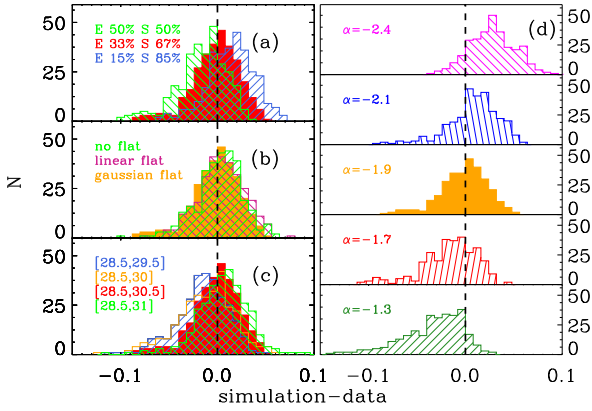 E 50% S 50%
E 33% S 67%
E 15% S 85%
(a)
50
25
0
no flat
linear flat
gaussian flat
(b)
50
25
0
N
[28.5,29.5]
[28.5,30]
[28.5,30.5]
[28.5,31]
(c)
50
25
0
-0.1
0.0
0.1
α=-2.4
(d)
50
25
0
α=-2.1
50
25
0
α=-1.9
50
25
0
α=-1.7
50
25
0
α=-1.3
50
25
0
-0.1
0.0
0.1
simulation-data